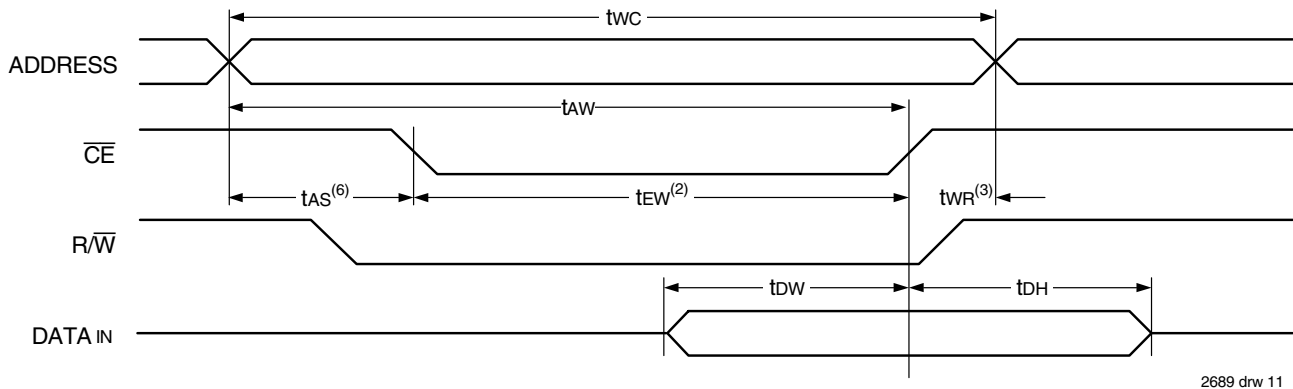 tWC
ADDRESS
tAW
CE
tAS(6) tEW(2) tWR(3)
R/W
tDW tDH
DATA IN
2689 drw 11